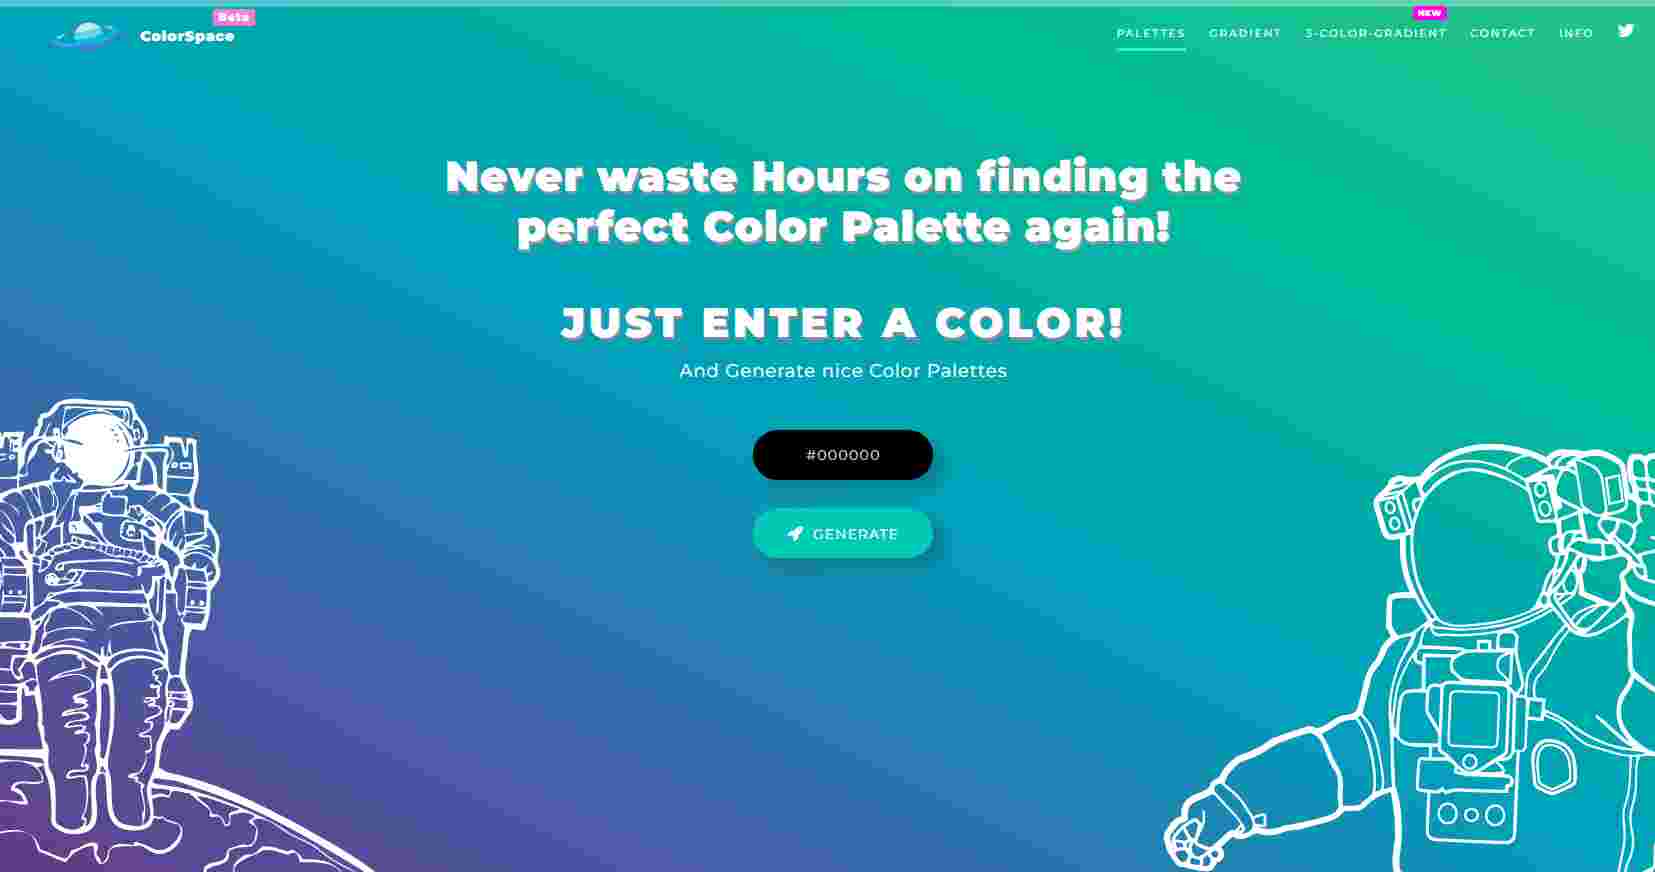 Beta
ColorSpace
NEW
PALETTES GRADIENT 3-COLOR-GRADIENT CONTACT INFO
Never waste Hours on finding the
perfect Color Palette again!
JUST ENTER A COLOR!
And Generate nice Color Palettes
#000000
GENERATE